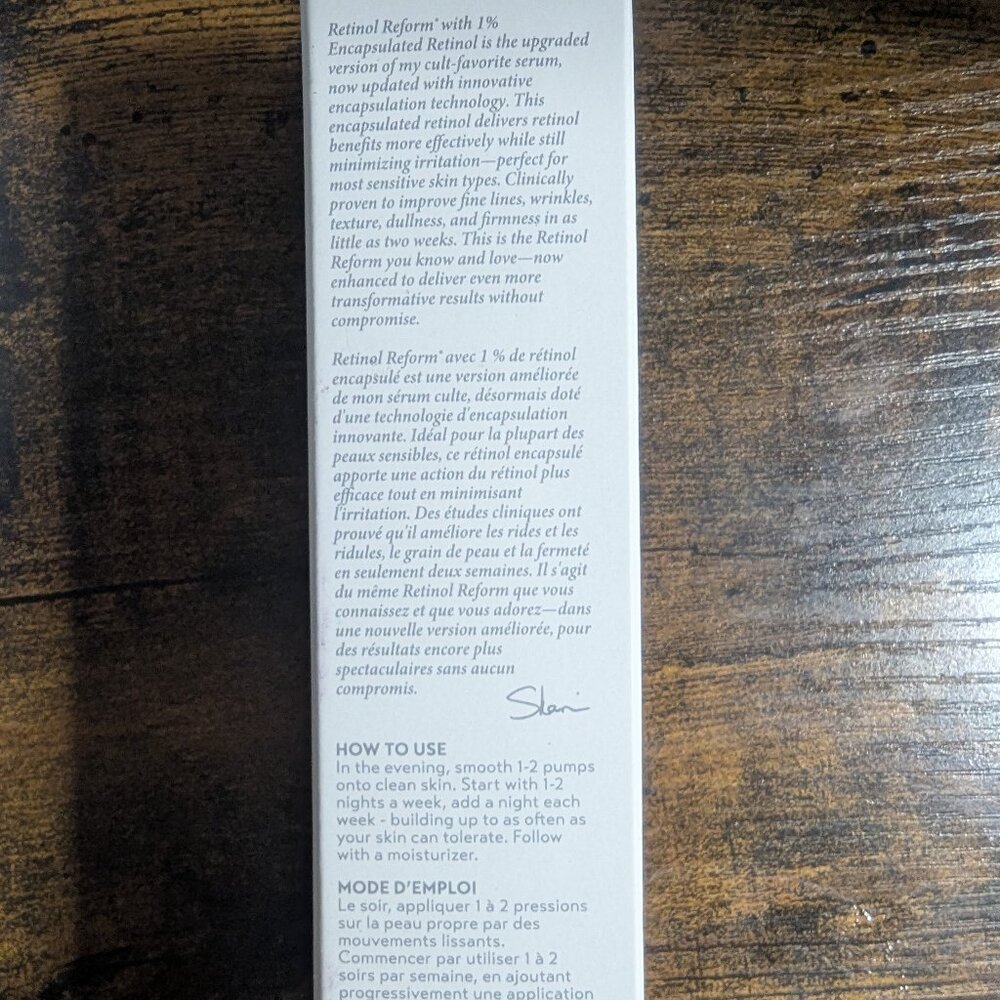 Retinol Reform® with 1%
Encapsulated Retinol is the upgraded
version of my cult-favorite serum,
now updated with innovative
encapsulation technology. This
encapsulated retinol delivers retinol
benefits more effectively while still
minimizing irritation—perfect for
most sensitive skin types. Clinically
proven to improve fine lines, wrinkles,
texture, dullness, and firmness in as
little as two weeks. This is the Retinol
Reform you know and love—now
enhanced to deliver even more
transformative results without
compromise.
Retinol Reform® avec 1 % de rétinol
encapsulé est une version améliorée
de mon sérum culte, désormais doté
d'une technologie d'encapsulation
innovante. Idéal pour la plupart des
peaux sensibles, ce rétinol encapsulé
apporte une action du rétinol plus
efficace tout en minimisant
l'irritation. Des études cliniques ont
prouvé qu'il améliore les rides et les
ridules, le grain de peau et la fermeté
en seulement deux semaines. Il s'agit
du même Retinol Reform que vous
connaissez et que vous adorez—dans
une nouvelle version améliorée, pour
des résultats encore plus
spectaculaires sans aucun
compromis.
HOW TO USE
In the evening, smooth 1-2 pumps
onto clean skin. Start with 1-2
nights a week, add a night each
week - building up to as often as
your skin can tolerate. Follow
with a moisturizer.
MODE D'EMPLOI
Le soir, appliquer 1 à 2 pressions
sur la peau propre par des
mouvements lissants.
Commencer par utiliser 1 à 2
soirs par semaine, en ajoutant
progressivement une application